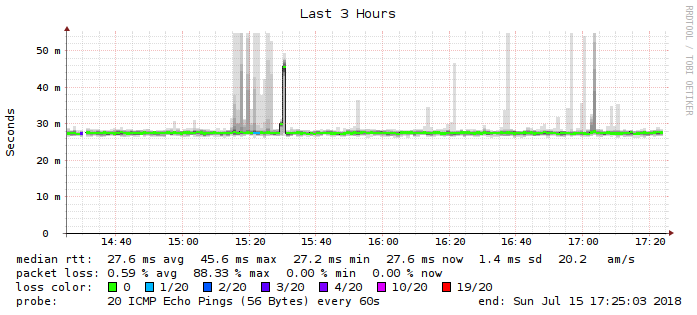 Last 3 Hours
RRDTOOL / TOBI OETIKER
Seconds
50 m
40 m
30 m
20 m
10 m
0
14:40 15:00 15:20 15:40 16:00 16:20 16:40 17:00 17:20
median rtt: 27.6 ms avg 45.6 ms max 27.2 ms min 27.6 ms now 1.4 ms sd 20.2 am/s
packet loss: 0.59 % avg 88.33 % max 0.00 % min 0.00 % now
loss color: 0 1/20 2/20 3/20 4/20 10/20 19/20
probe: 20 ICMP Echo Pings (56 Bytes) every 60s end: Sun Jul 15 17:25:03 2018